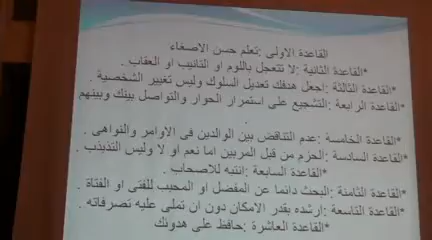 القاعدة الاولى :تعلم حسن الاصغاء
*القاعدة الثانية :لا تتعجل باللوم او التانيب او العقاب .
*القاعدة الثالثة :اجعل هدفك تعديل السلوك وليس تغيير الشخصية .
*القاعدة الرابعة :التشجيع على استمرار الحوار والتواصل بينك وبينهم
.
*القاعدة الخامسة :عدم التناقض بين الوالدين فى الاوامر والنواهى .
*القاعدة السادسة :الحزم من قبل المربين اما نعم او لا وليس التذبذب .
*القاعدة السابعة :انتبه للاصحاب .
*القاعدة الثامنة :البحث دائما عن المفضل او المحبب للفتى او الفتاة .
*القاعدة التاسعة :ارشده بقدر الامكان دون ان تملى عليه تصرفاته .
*القاعدة العاشرة :حافظ على هدوئك